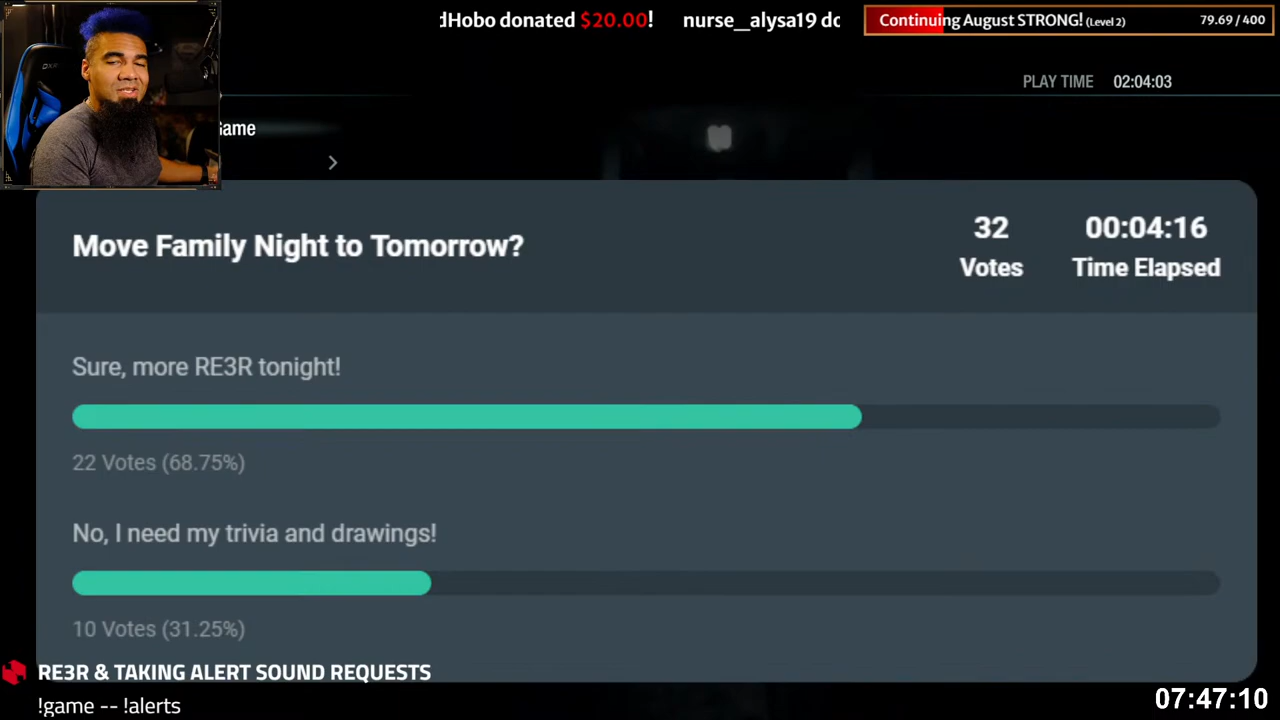 dHobo donated $20.00! nurse__alysa19 do
Continuing August STRONG! (Level 2) 79.69 / 400
PLAY TIME 02:04:03
Game
Move Family Night to Tomorrow?
32 Votes
00:04:16 Time Elapsed
Sure, more RE3R tonight!
22 Votes (68.75%)
No, I need my trivia and drawings!
10 Votes (31.25%)
RE3R & TAKING ALERT SOUND REQUESTS
!game -- !alerts
07:47:10